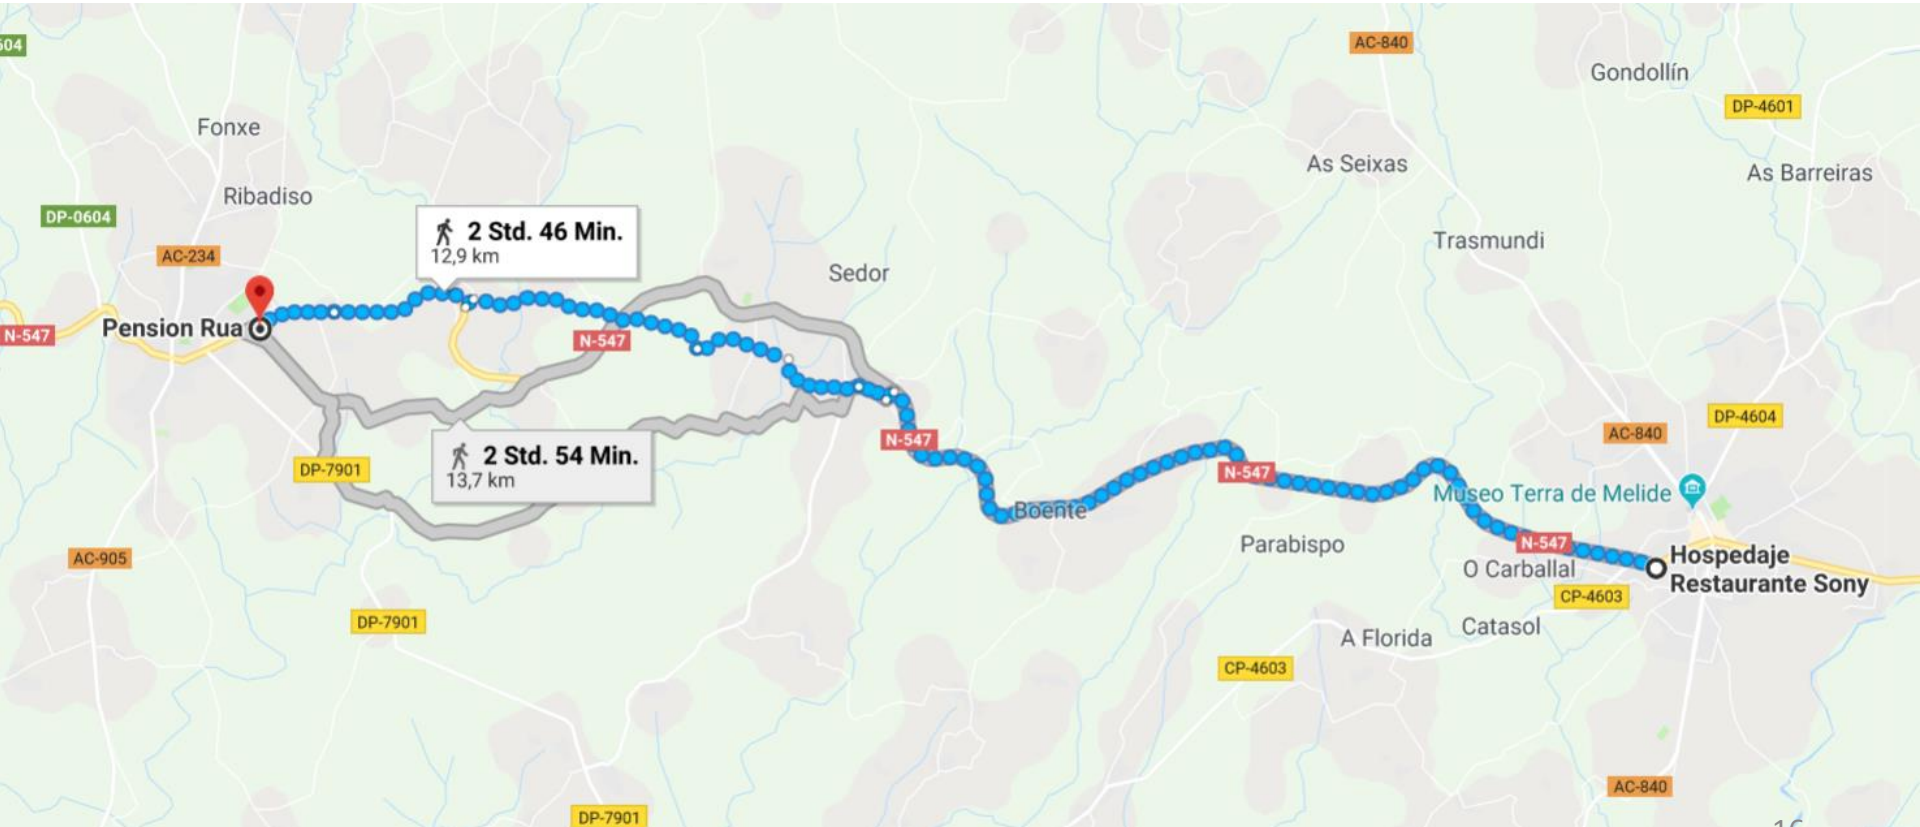 604
AC-840
Gondollín
DP-4601
Fonxe
As Seixas
As Barreiras
Ribadiso
DP-0604
2 Std. 46 Min.
12,9 km
Trasmundi
AC-234
Sedor
Pension Rua
N-547
N-547
DP-4604
AC-840
N-547
2 Std. 54 Min.
13,7 km
DP-7901
N-547
Museo Terra de Melide
Boente
Parabispo
N-547
Hospedaje
Restaurante Sony
AC-905
O Carballal
CP-4603
DP-7901
Catasol
A Florida
CP-4603
AC-840
DP-7901